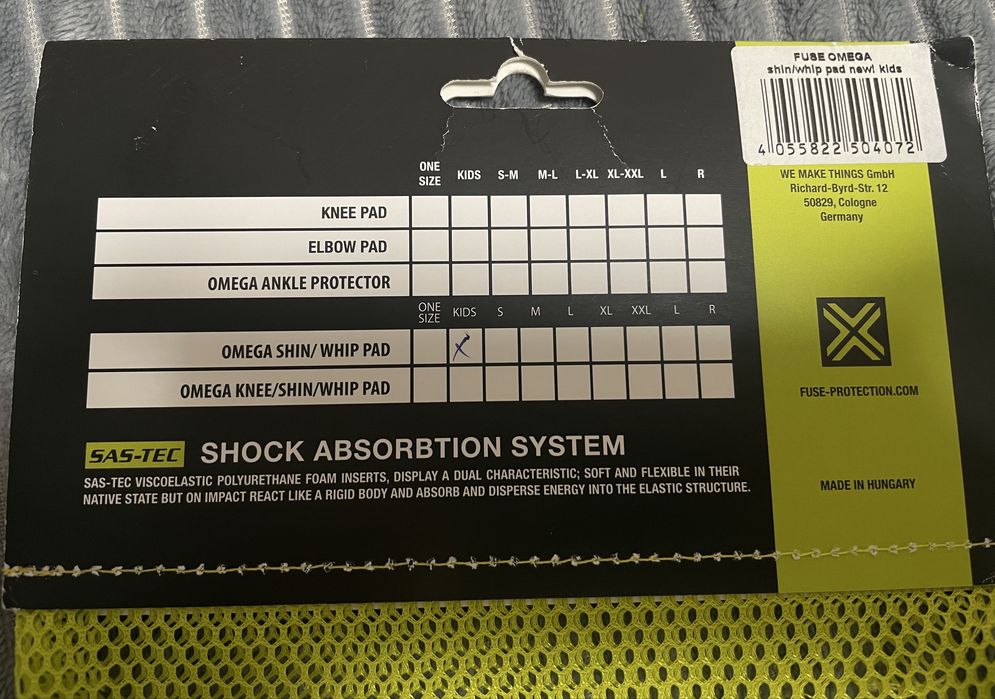 FUSE OMEGA
shin/whip pad new! kids
4 055822 504072
WE MAKE THINGS GmbH
Richard-Byrd-Str. 12
50829, Cologne
Germany
ONE SIZE KIDS S-M M-L L-XL XL-XXL L R
KNEE PAD
ELBOW PAD
OMEGA ANKLE PROTECTOR
ONE SIZE KIDS S M L XL XXL L R
OMEGA SHIN/ WHIP PAD X
OMEGA KNEE/SHIN/WHIP PAD
FUSE-PROTECTION.COM
SAS-TEC SHOCK ABSORBTION SYSTEM
SAS-TEC VISCOELASTIC POLYURETHANE FOAM INSERTS, DISPLAY A DUAL CHARACTERISTIC; SOFT AND FLEXIBLE IN THEIR
NATIVE STATE BUT ON IMPACT REACT LIKE A RIGID BODY AND ABSORB AND DISPERSE ENERGY INTO THE ELASTIC STRUCTURE.
MADE IN HUNGARY